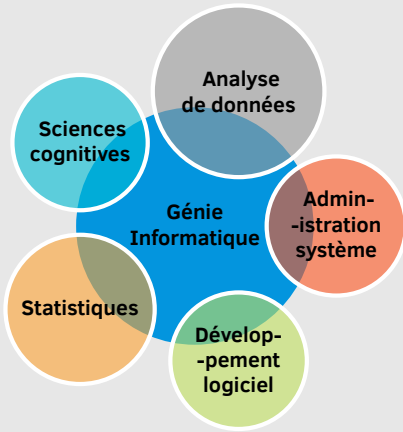 Analyse
de données
Sciences
cognitives
Génie
Informatique
Admin-
-istration
système
Statistiques
Dévelop-
-pement
logiciel